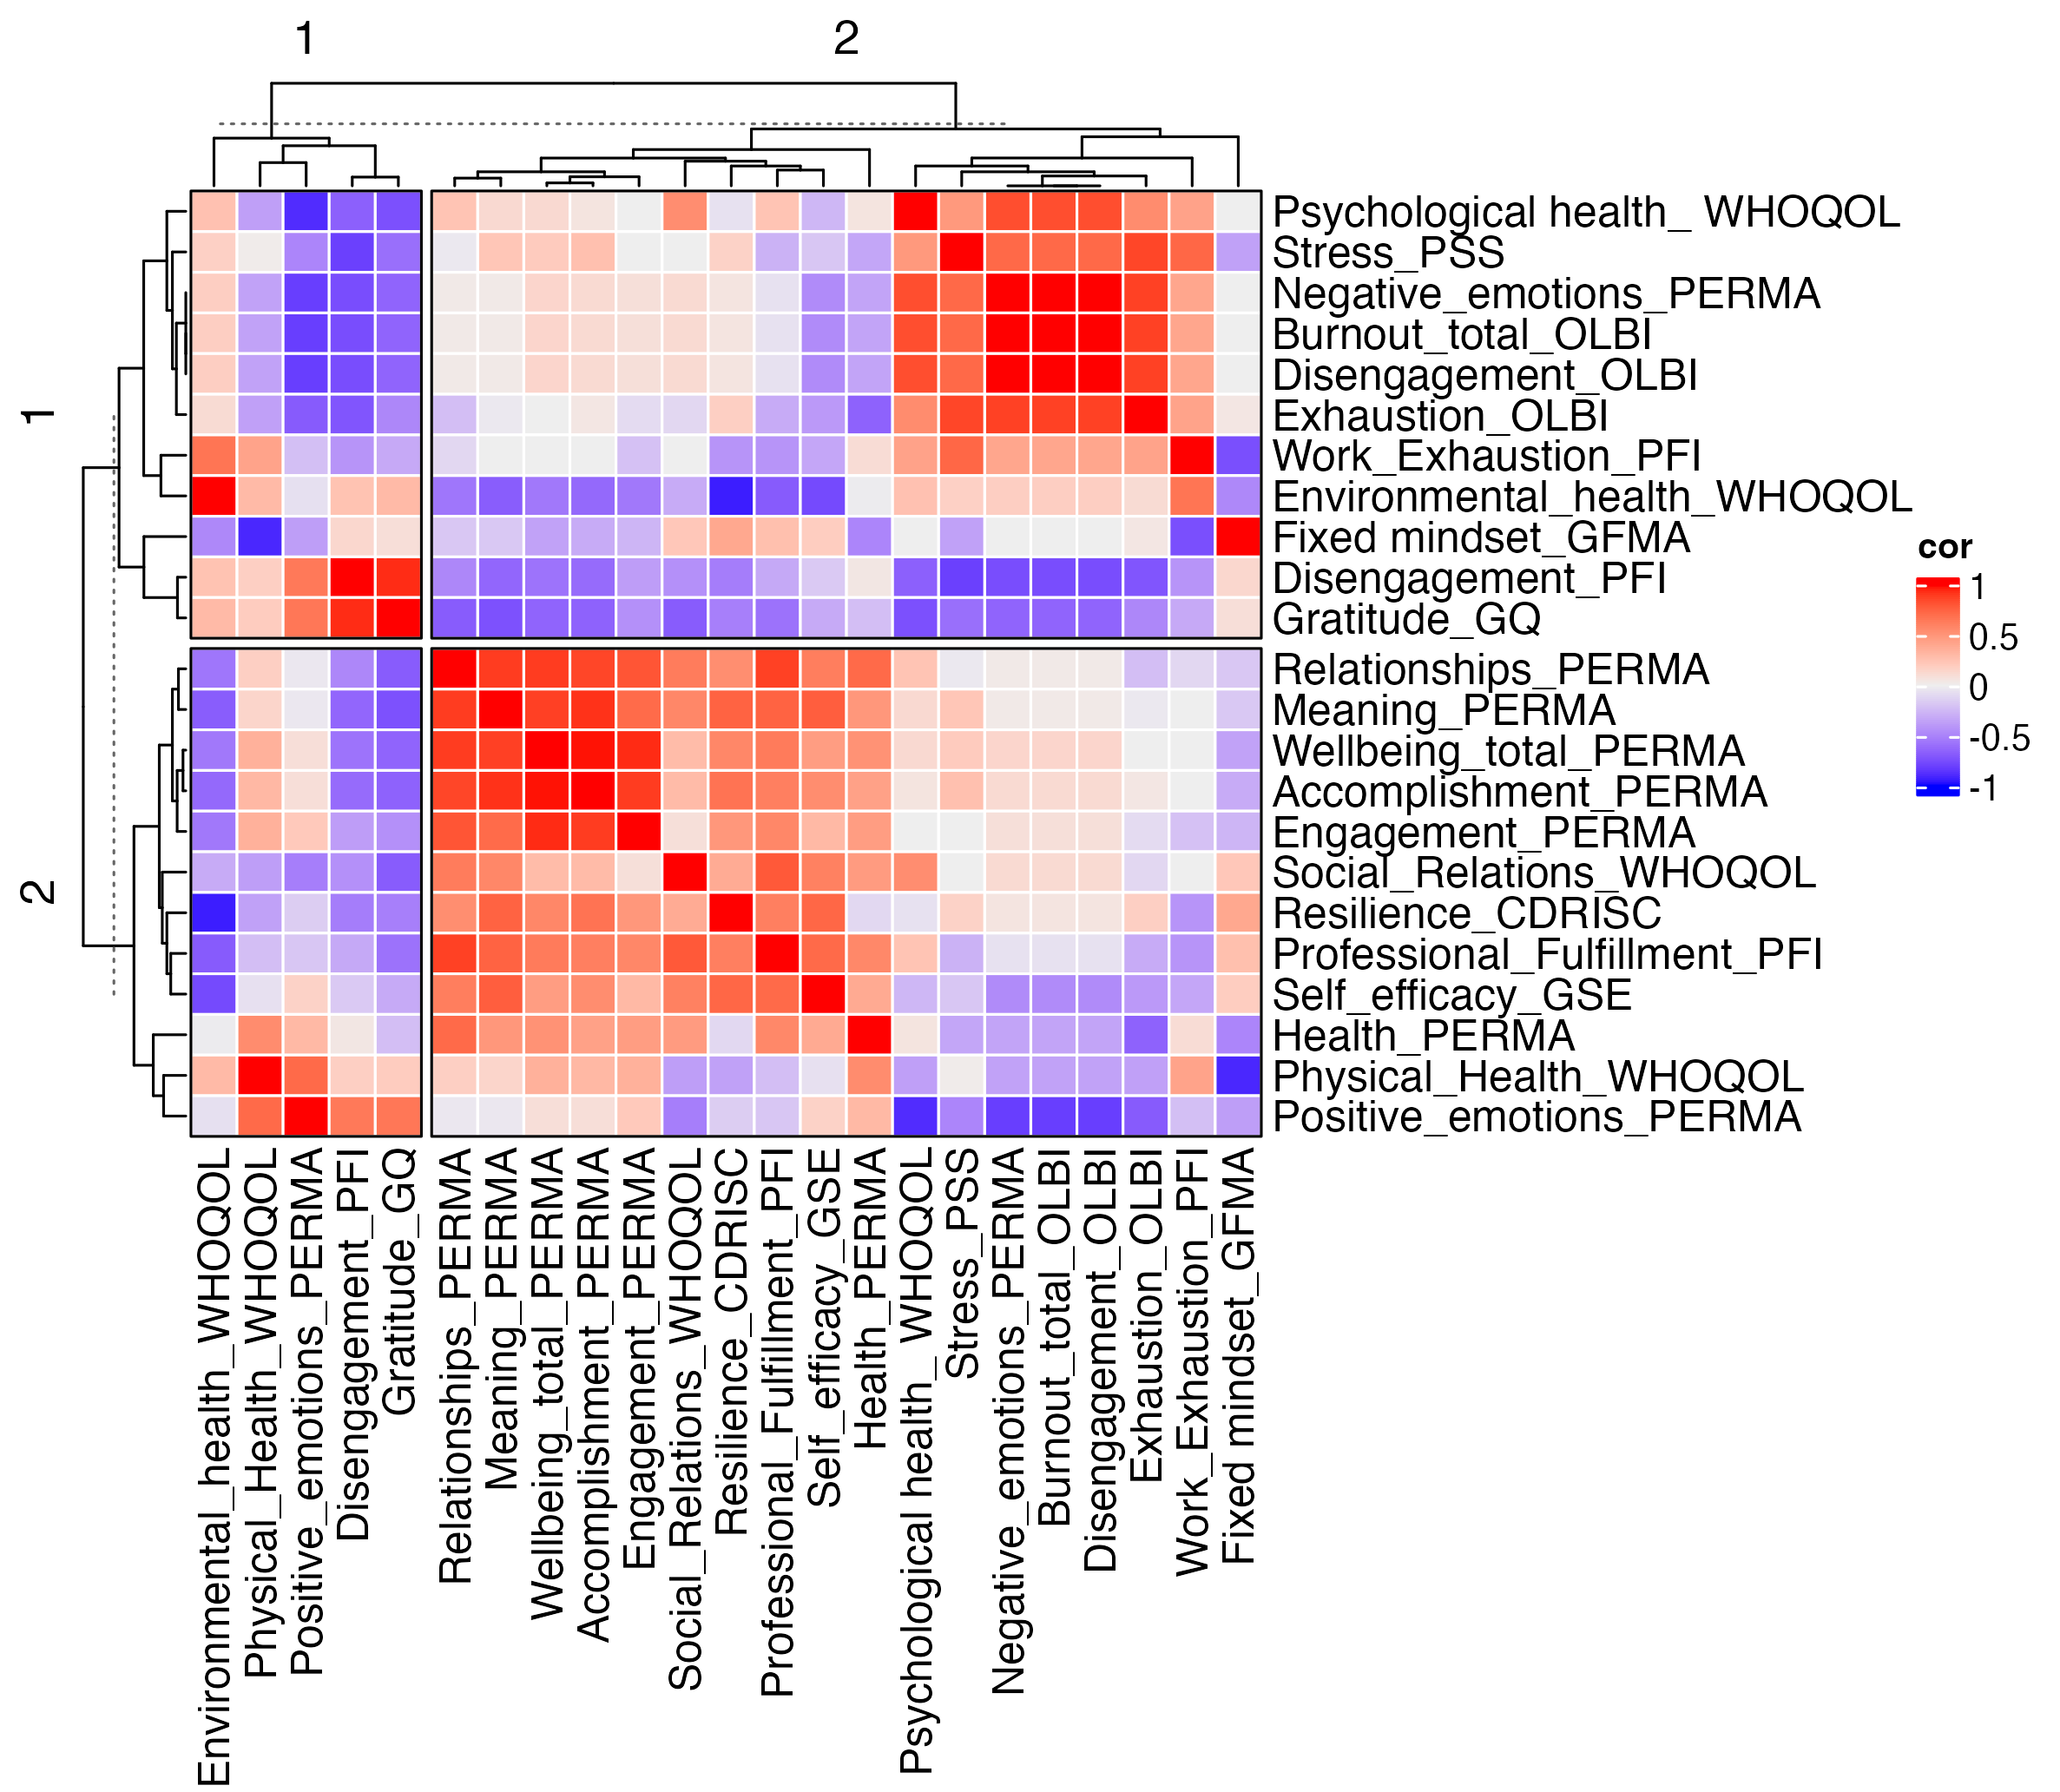 1
2
1
2
Psychological health_ WHOQOL
Stress_PSS
Negative_emotions_PERMA
Burnout_total_OLBI
Disengagement_OLBI
Exhaustion_OLBI
Work_Exhaustion_PFI
Environmental_health_WHOQOL
Fixed mindset_GFMA
Disengagement_PFI
Gratitude_GQ
Relationships_PERMA
Meaning_PERMA
Wellbeing_total_PERMA
Accomplishment_PERMA
Engagement_PERMA
Social_Relations_WHOQOL
Resilience_CDRISC
Professional_Fulfillment_PFI
Self_efficacy_GSE
Health_PERMA
Physical_Health_WHOQOL
Positive_emotions_PERMA
cor
1
0.5
0
-0.5
-1
Environmental_health_WHOQOL
Physical_Health_WHOQOL
Positive_emotions_PERMA
Disengagement_PFI
Gratitude_GQ
Relationships_PERMA
Meaning_PERMA
Wellbeing_total_PERMA
Accomplishment_PERMA
Engagement_PERMA
Social_Relations_WHOQOL
Resilience_CDRISC
Professional_Fulfillment_PFI
Self_efficacy_GSE
Health_PERMA
Psychological health_ WHOQOL
Stress_PSS
Negative_emotions_PERMA
Burnout_total_OLBI
Disengagement_OLBI
Exhaustion_OLBI
Work_Exhaustion_PFI
Fixed mindset_GFMA